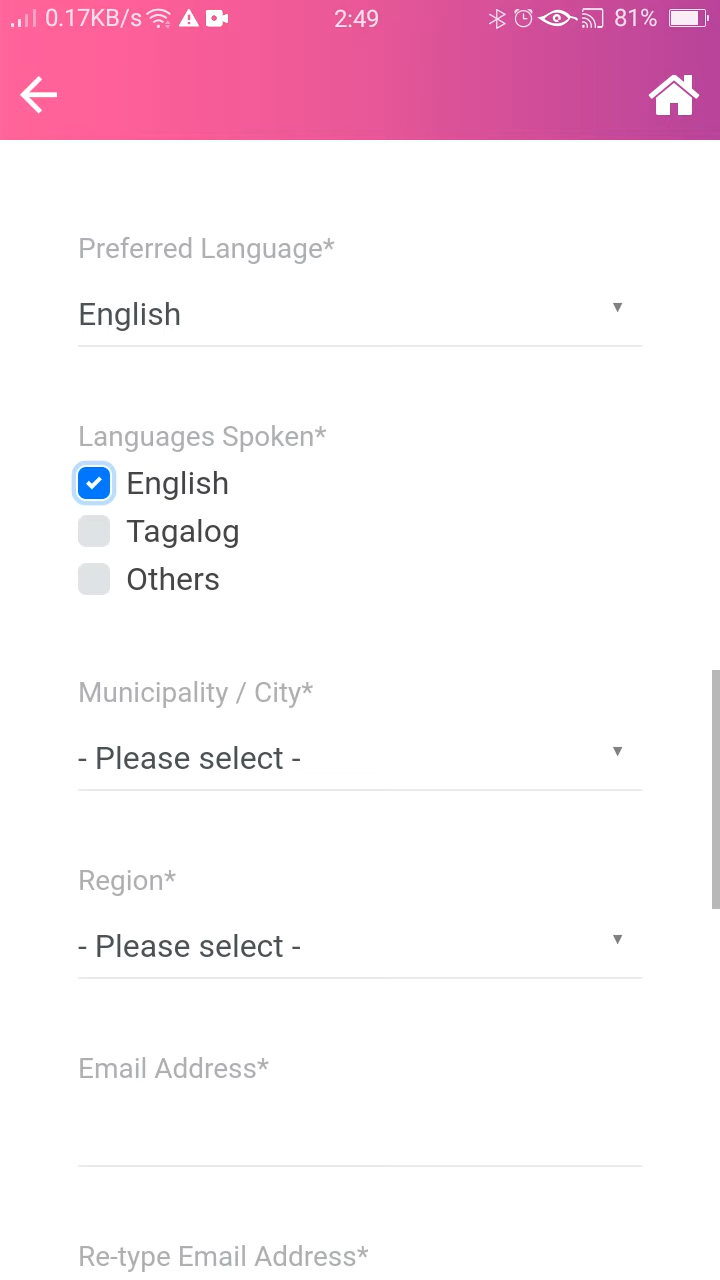 0.17KB/s 2:49 81%
Preferred Language*
English
Languages Spoken*
English
Tagalog
Others
Municipality / City*
- Please select -
Region*
- Please select -
Email Address*
Re-type Email Address*